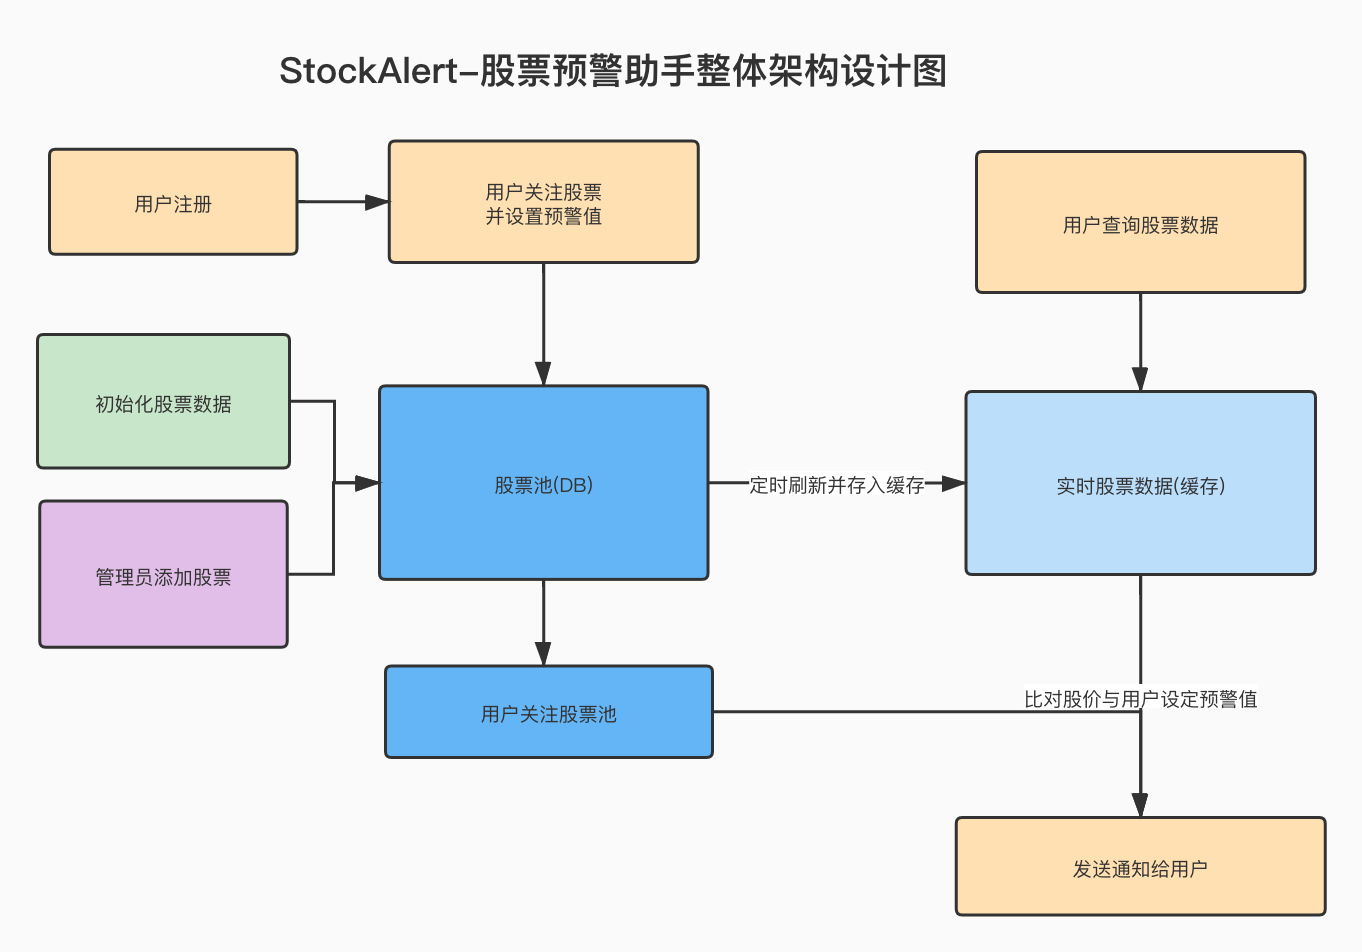 StockAlert-股票预警助手整体架构设计图
用户注册
用户关注股票
并设置预警值
用户查询股票数据
初始化股票数据
股票池(DB)
定时刷新并存入缓存
实时股票数据(缓存)
管理员添加股票
用户关注股票池
比对股价与用户设定预警值
发送通知给用户